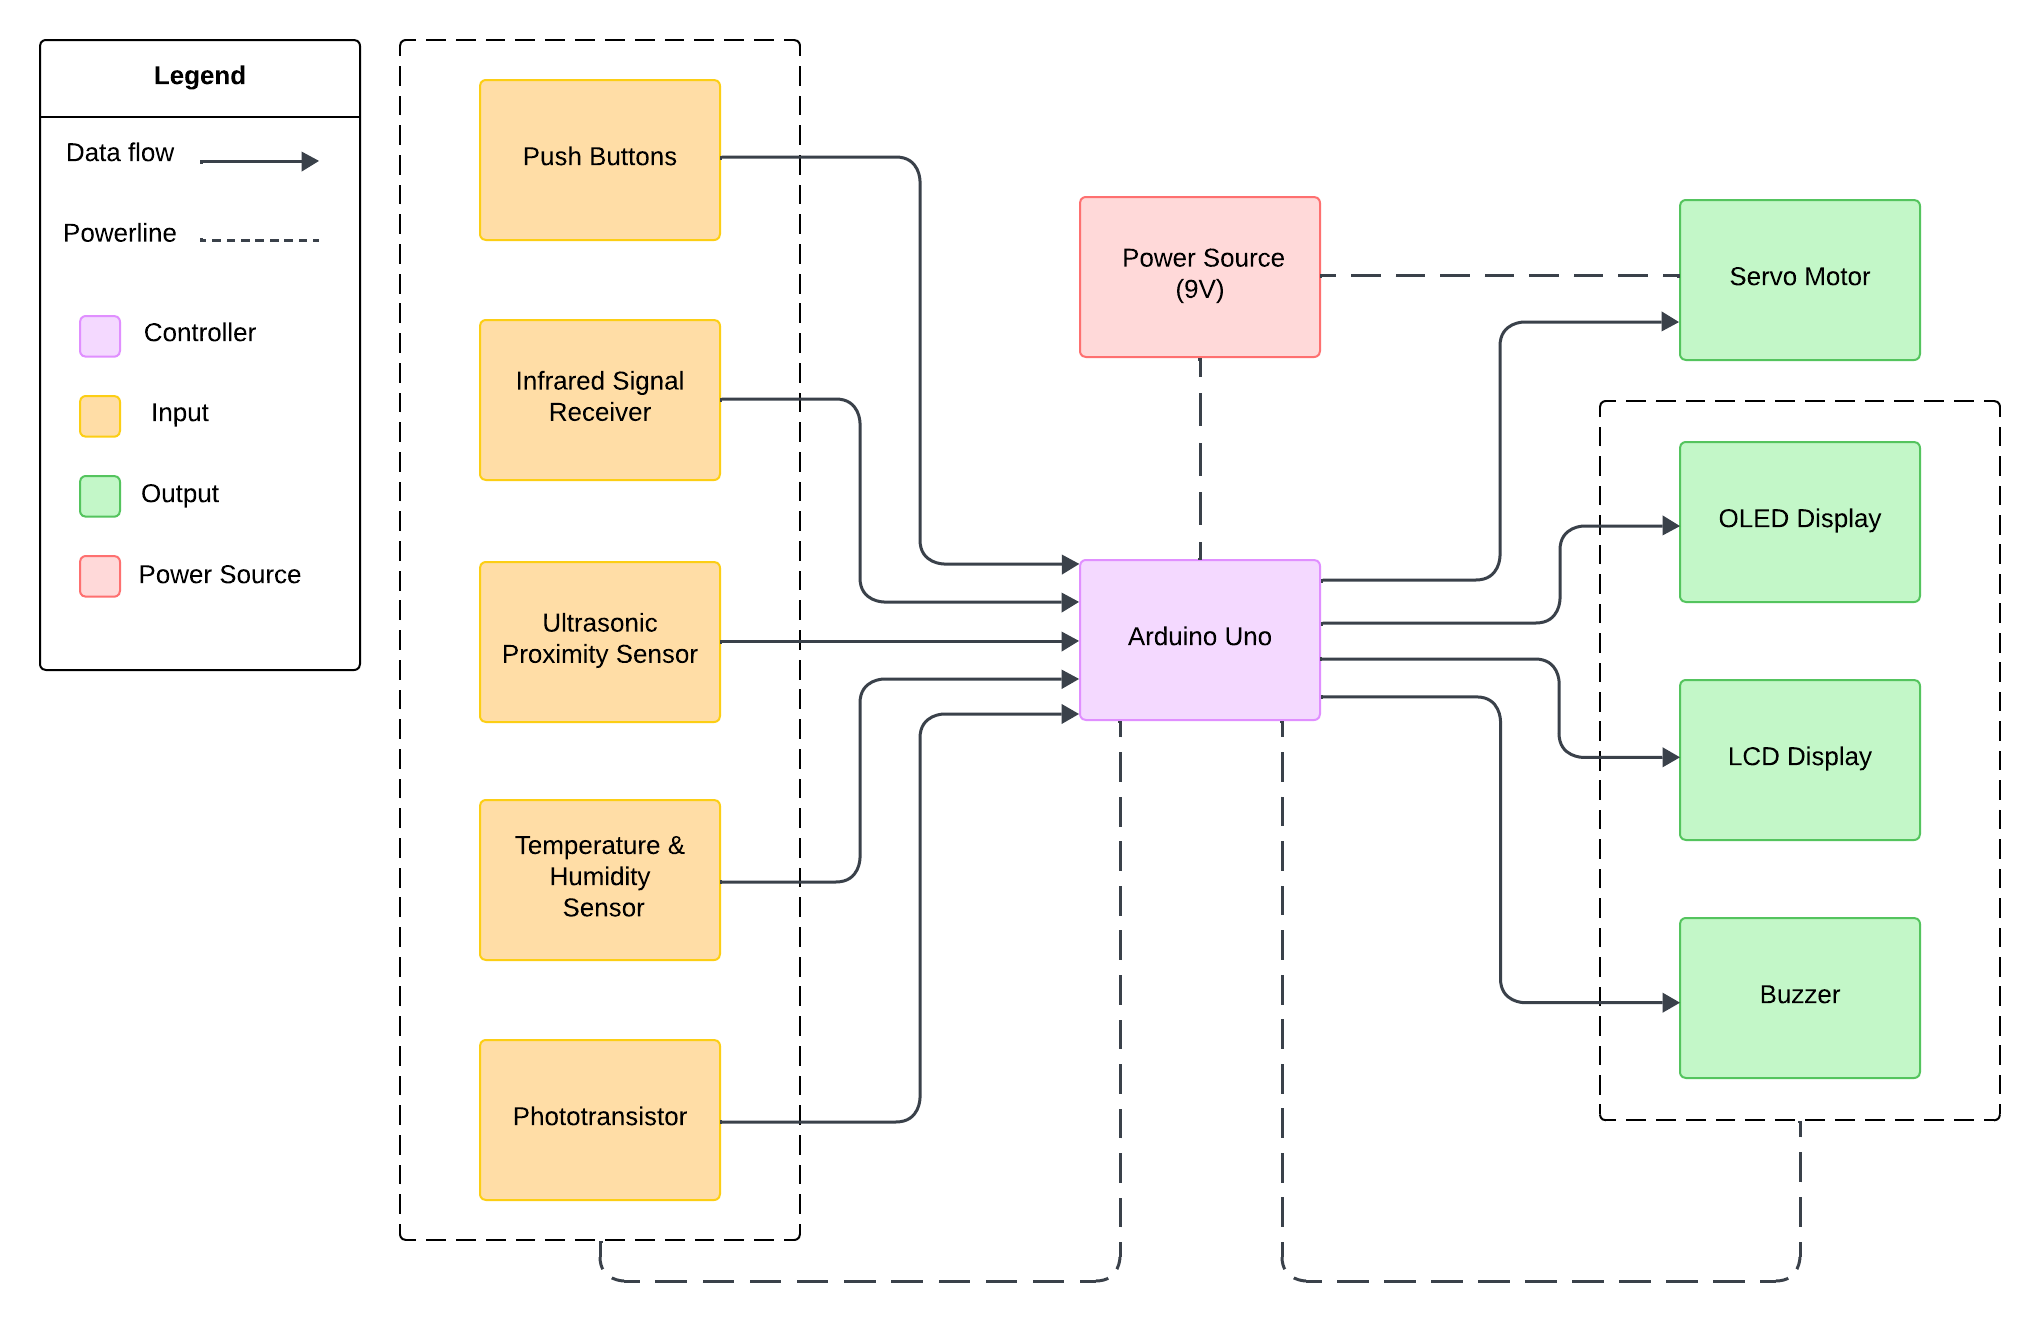 Legend
Data flow
Powerline
Controller
Input
Output
Power Source
Push Buttons
Infrared Signal
Receiver
Ultrasonic
Proximity Sensor
Temperature &
Humidity
Sensor
Phototransistor
Power Source
(9V)
Arduino Uno
Servo Motor
OLED Display
LCD Display
Buzzer